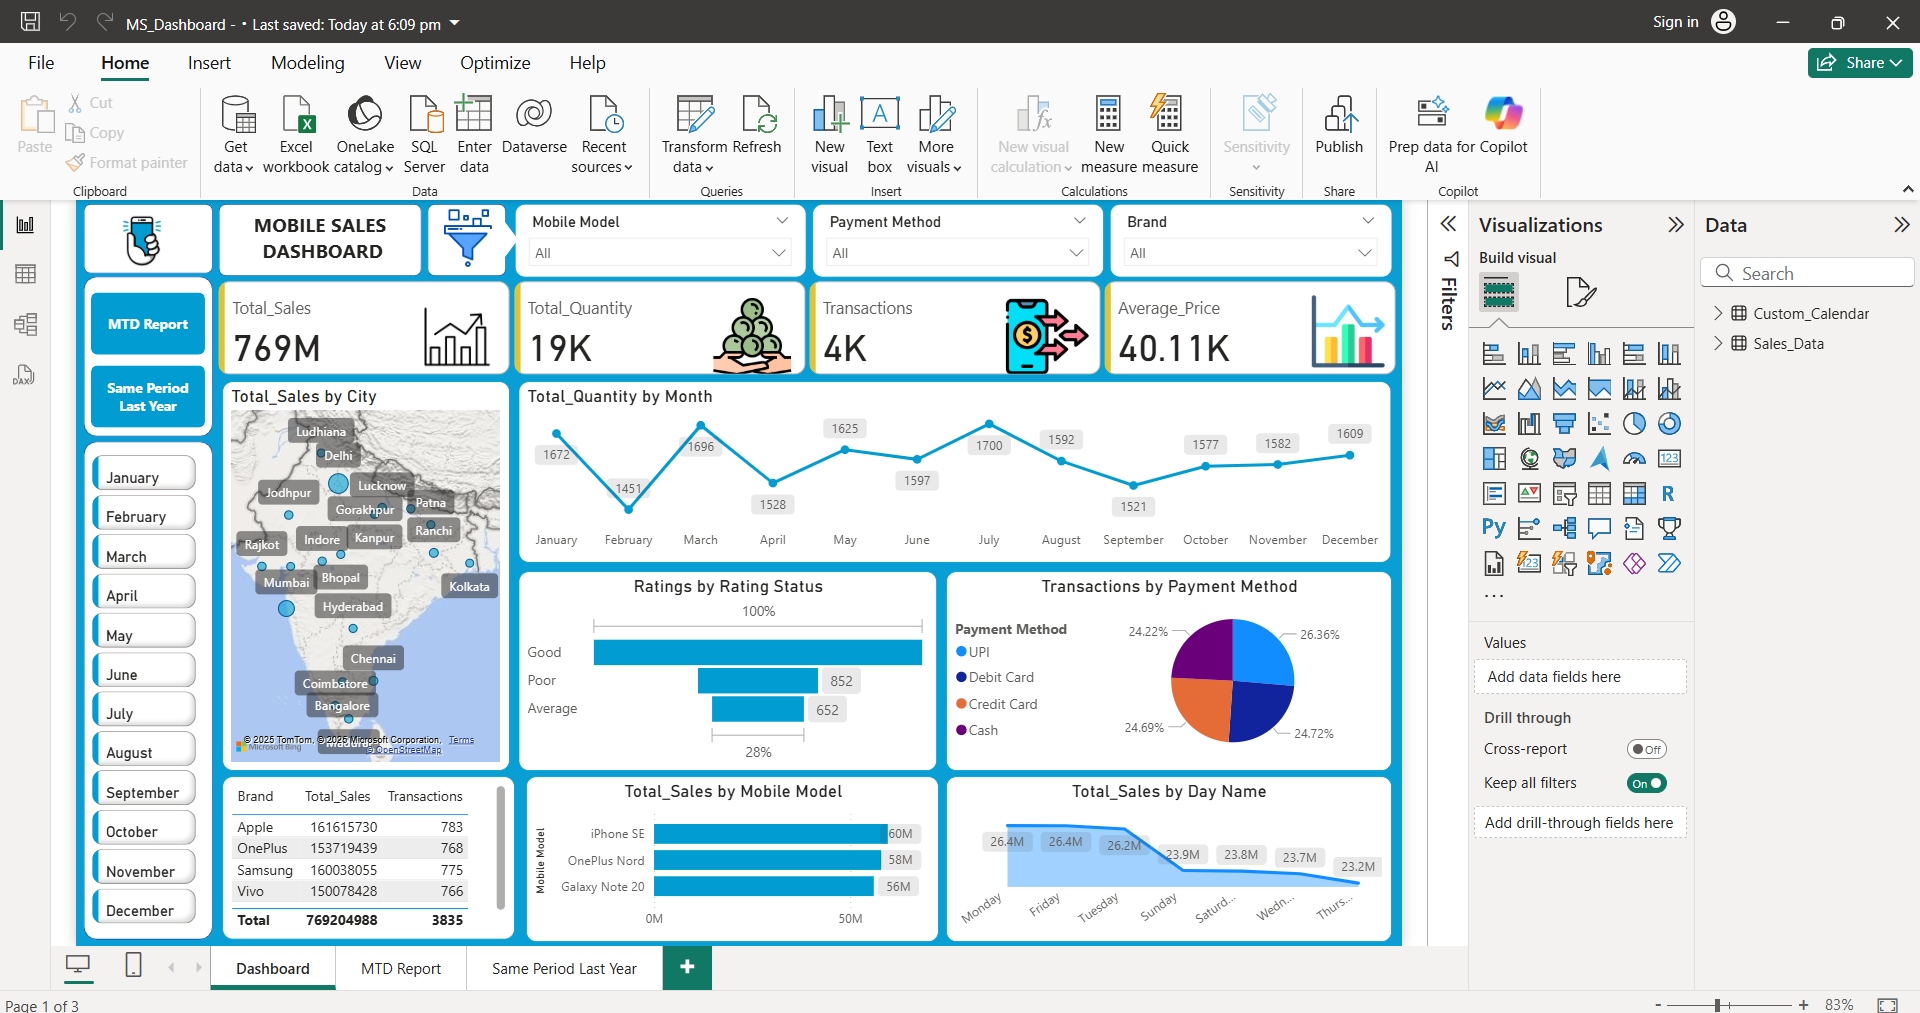 MS_Dashboard - • Last saved: Today at 6:09 pm
Sign in
File Home Insert Modeling View Optimize Help
Share
Paste
Cut
Copy
Format painter
Clipboard
Get data
Excel workbook
OneLake catalog
SQL Server
Enter data
Dataverse
Recent sources
Data
Transform data
Refresh
Queries
New visual
Text box
More visuals
Insert
New visual calculation
New measure
Quick measure
Calculations
Sensitivity
Sensitivity
Publish
Share
Prep data for AI
Copilot
Copilot
MOBILE SALES
DASHBOARD
Mobile Model
All
Payment Method
All
Brand
All
MTD Report
Same Period
Last Year
Total_Sales
769M
Total_Quantity
19K
Transactions
4K
Average_Price
40.11K
January
February
March
April
May
June
July
August
September
October
November
December
Total_Sales by City
Ludhiana
Delhi
Lucknow
Jodhpur
Gorakhpur
Patna
Ranchi
Rajkot
Indore
Kanpur
Mumbai
Bhopal
Kolkata
Hyderabad
Chennai
Coimbatore
Bangalore
© 2025 TomTom, © 2025 Microsoft Corporation, Terms
© OpenStreetMap
Microsoft Bing
Total_Quantity by Month
1672
1451
1696
1528
1625
1597
1700
1592
1521
1577
1582
1609
January February March April May June July August September October November December
Ratings by Rating Status
100%
Good
Poor
852
Average
652
28%
Transactions by Payment Method
Payment Method
UPI
Debit Card
Credit Card
Cash
24.22%
26.36%
24.69%
24.72%
Brand Total_Sales Transactions
Apple 161615730 783
OnePlus 153719439 768
Samsung 160038055 775
Vivo 150078428 766
Total 769204988 3835
Total_Sales by Mobile Model
Mobile Model
iPhone SE 60M
OnePlus Nord 58M
Galaxy Note 20 56M
0M 50M
Total_Sales by Day Name
26.4M
26.4M
26.2M
23.9M
23.8M
23.7M
23.2M
Monday Friday Tuesday Sunday Saturd... Wedn... Thurs...
Filters
Visualizations
Build visual
123
R
Py
123
...
Values
Add data fields here
Drill through
Cross-report
Off
Keep all filters
On
Add drill-through fields here
Data
Search
Custom_Calendar
Sales_Data
DAX
Dashboard
MTD Report
Same Period Last Year
+
Page 1 of 3
- + 83%